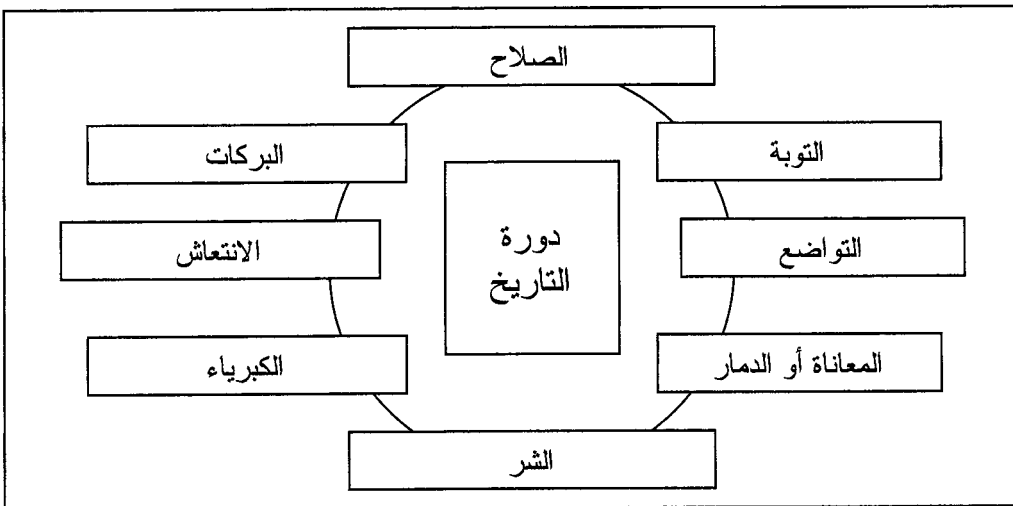 الصلاح
التوبة
البركات
دورة
التاريخ
التواضع
الانتعاش
المعاناة أو الدمار
الكبرياء
الشر